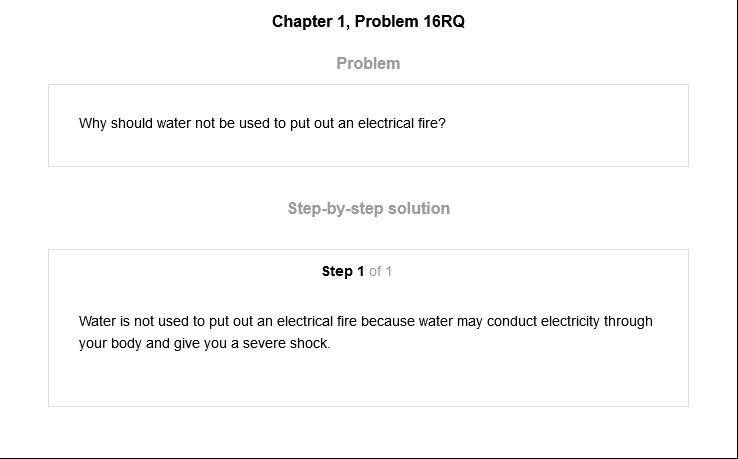 Chapter 1, Problem 16RQ
Problem
Why should water not be used to put out an electrical fire?
Step-by-step solution
Step 1 of 1
Water is not used to put out an electrical fire because water may conduct electricity through
your body and give you a severe shock.